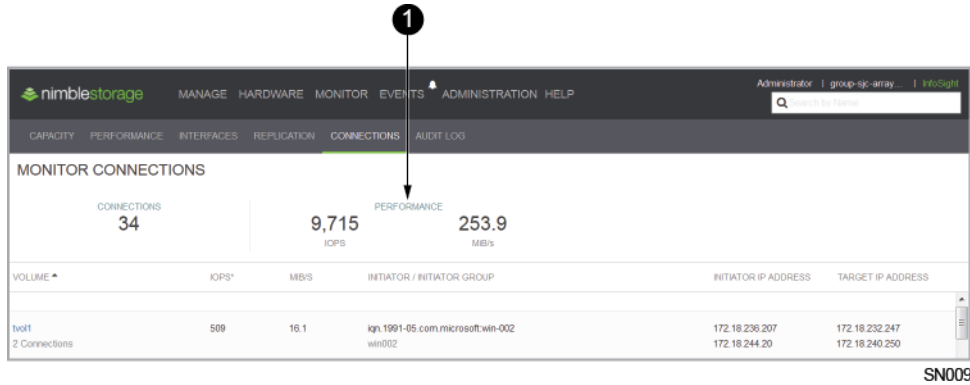 1
nimblestorage MANAGE HARDWARE MONITOR EVENTS ADMINISTRATION HELP
Administrator | group-sjc-array... | InfoSight
Search by Name
CAPACITY PERFORMANCE INTERFACES REPLICATION CONNECTIONS AUDIT LOG
MONITOR CONNECTIONS
CONNECTIONS
34
PERFORMANCE
9,715 253.9
IOPS MiB/s
VOLUME IOPS* MIB/S INITIATOR / INITIATOR GROUP INITIATOR IP ADDRESS TARGET IP ADDRESS
tvol1 509 16.1 iqn.1991-05.com.microsoft:win-002 172.18.236.207 172.18.232.247
2 Connections win002 172.18.244.20 172.18.240.250
SN009